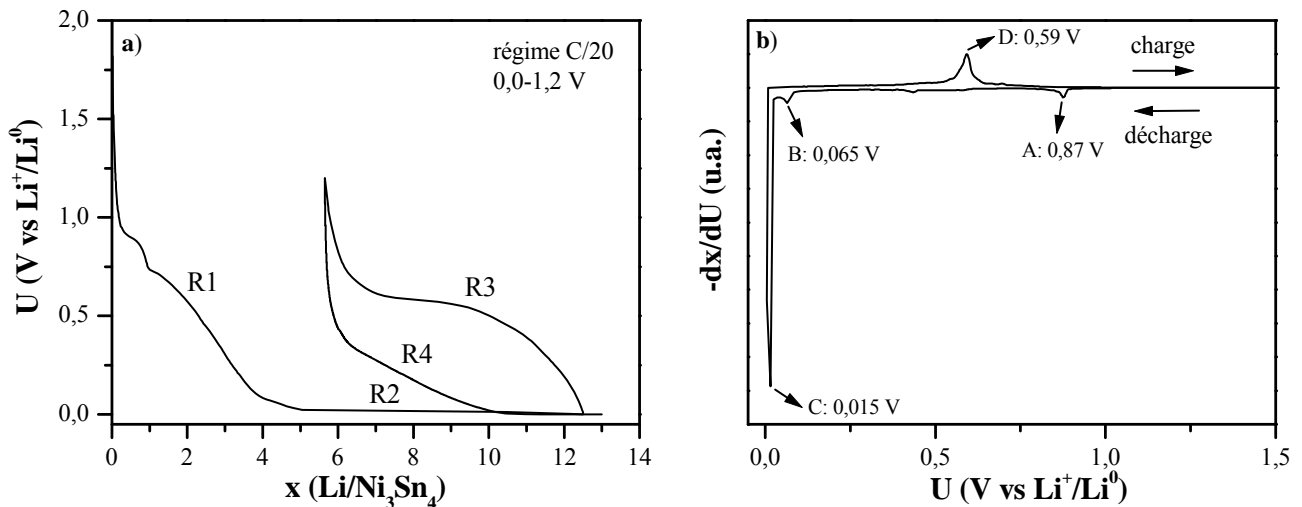 a)
régime C/20
0,0-1,2 V
R1
R2
R3
R4
2,0
1,5
1,0
0,5
0,0
0 2 4 6 8 10 12 14
U (V vs Li⁺/Li⁰)
x (Li/Ni₃Sn₄)
b)
D: 0,59 V
charge
décharge
B: 0,065 V
A: 0,87 V
C: 0,015 V
-dx/dU (u.a.)
0,0 0,5 1,0 1,5
U (V vs Li⁺/Li⁰)